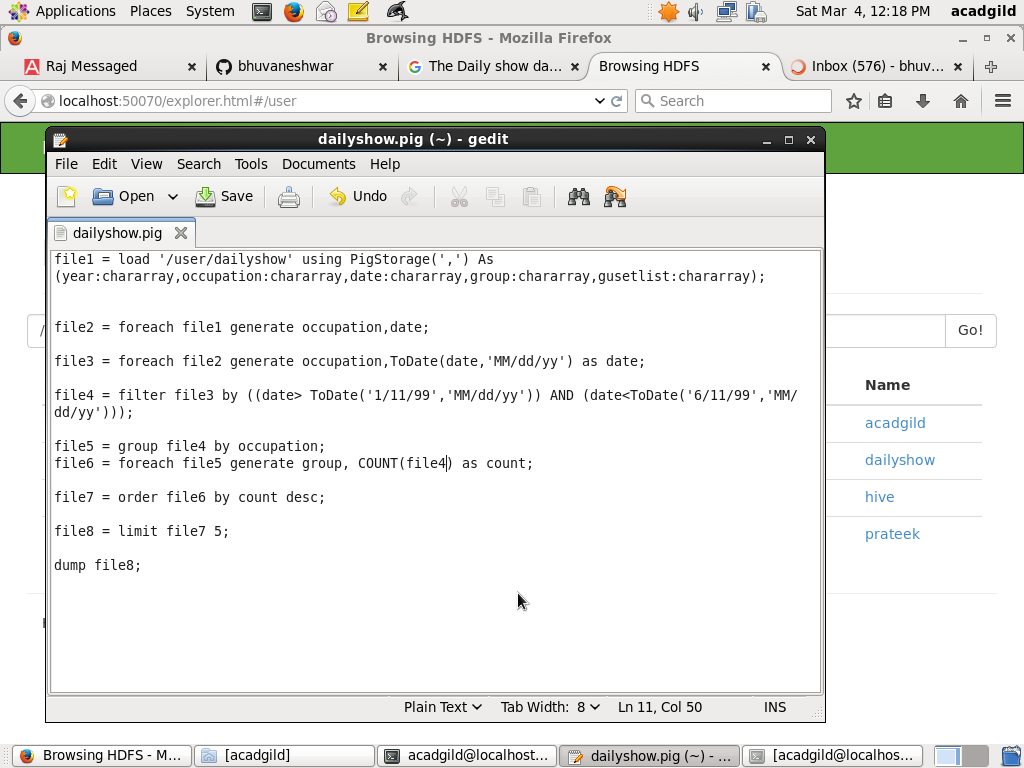 Applications Places System Sat Mar 4, 12:18 PM acadgild
Browsing HDFS - Mozilla Firefox
Raj Messaged bhuvaneshwar The Daily show da... Browsing HDFS Inbox (576) - bhuv...
localhost:50070/explorer.html#/user Search
dailyshow.pig (~) - gedit
File Edit View Search Tools Documents Help
Open Save Undo
dailyshow.pig
file1 = load '/user/dailyshow' using PigStorage(',') As
(year:chararray,occupation:chararray,date:chararray,group:chararray,gusetlist:chararray);
file2 = foreach file1 generate occupation,date;
file3 = foreach file2 generate occupation,ToDate(date,'MM/dd/yy') as date;
file4 = filter file3 by ((date> ToDate('1/11/99','MM/dd/yy')) AND (date<ToDate('6/11/99','MM/
dd/yy')));
file5 = group file4 by occupation;
file6 = foreach file5 generate group, COUNT(file4) as count;
file7 = order file6 by count desc;
file8 = limit file7 5;
dump file8;
Plain Text Tab Width: 8 Ln 11, Col 50 INS
/
Go!
Name
acadgild
dailyshow
hive
prateek
Browsing HDFS - M... [acadgild] acadgild@localhost... dailyshow.pig (~) - ... [acadgild@localhos...